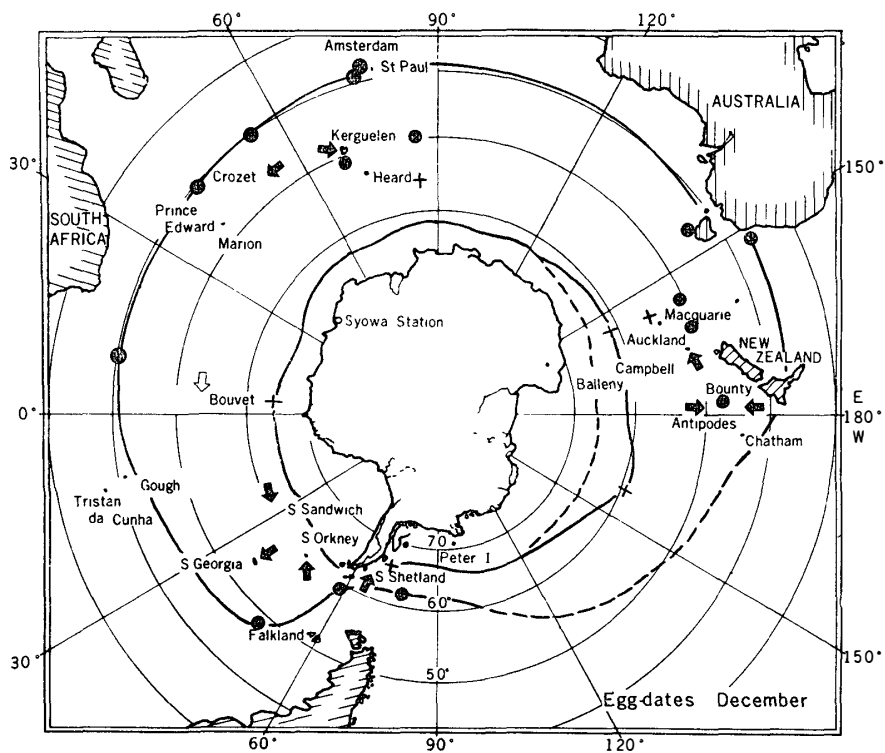 60°
90°
120°
Amsterdam
St Paul
AUSTRALIA
Kerguelen
30°
Crozet
Heard
150°
SOUTH
AFRICA
Prince
Edward
Marion
Syowa Station
Macquarie
Auckland
NEW
ZEALAND
Campbell
Balleny
Bounty
Bouvet
0°
180°
E
W
Antipodes
Chatham
Gough
Tristan
da Cunha
S Sandwich
S Orkney
S Georgia
70°
Peter I
S Shetland
60°
Falkland
30°
50°
150°
Egg-dates December
60°
90°
120°